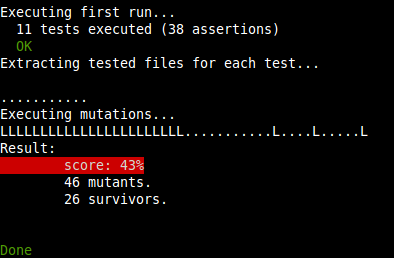 Executing first run...
11 tests executed (38 assertions)
OK
Extracting tested files for each test...
...........
Executing mutations...
LLLLLLLLLLLLLLLLLLLLLLL...........L....L.....L
Result:
score: 43%
46 mutants.
26 survivors.
Done